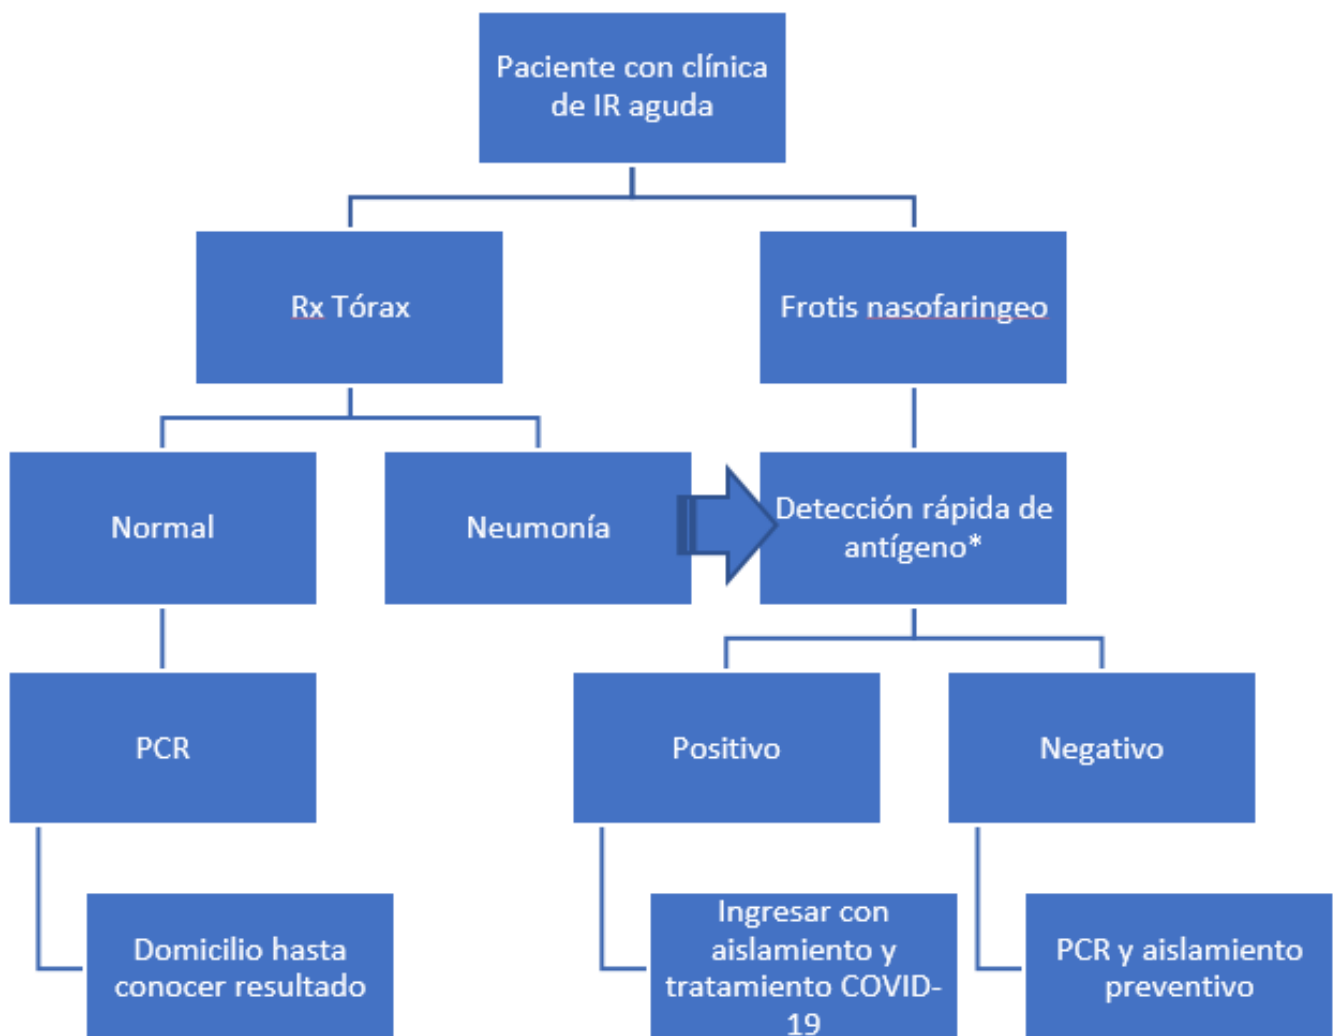 Paciente con clínica
de IR aguda
Rx Tórax
Frotis nasofaringeo
Normal
Neumonía
Detección rápida de
antígeno*
PCR
Positivo
Negativo
Domicilio hasta
conocer resultado
Ingresar con
aislamiento y
tratamiento COVID-
19
PCR y aislamiento
preventivo